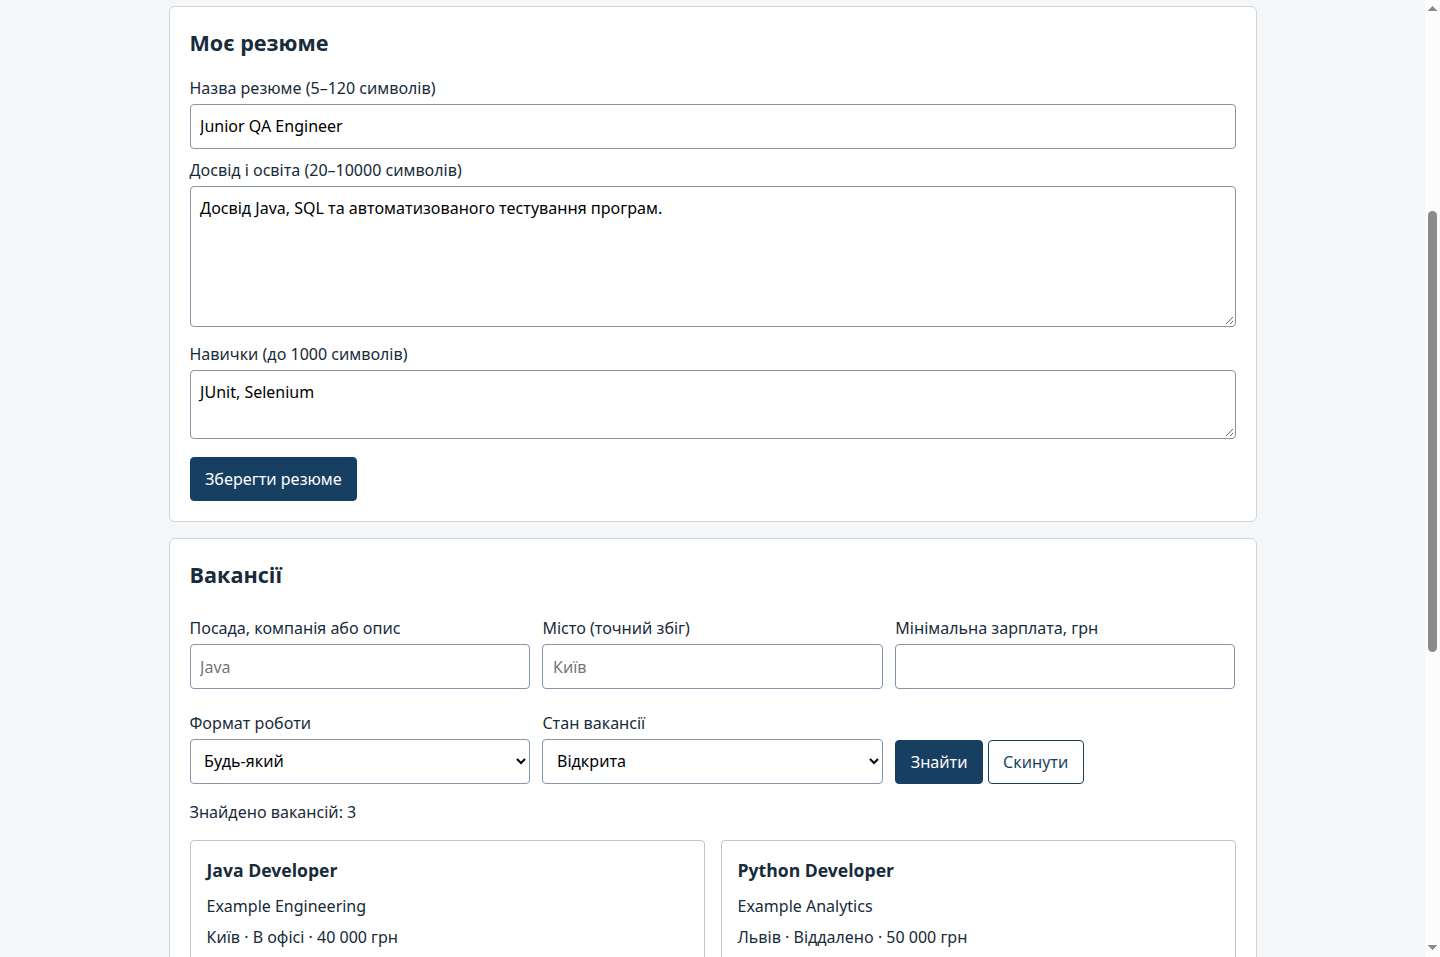 Моє резюме
Назва резюме (5–120 символів)
Junior QA Engineer
Досвід і освіта (20–10000 символів)
Досвід Java, SQL та автоматизованого тестування програм.
Навички (до 1000 символів)
JUnit, Selenium
Зберегти резюме
Вакансії
Посада, компанія або опис
Місто (точний збіг)
Мінімальна зарплата, грн
Java
Київ
Формат роботи
Стан вакансії
Будь-який
Відкрита
Знайти
Скинути
Знайдено вакансій: 3
Java Developer
Example Engineering
Київ · В офісі · 40 000 грн
Python Developer
Example Analytics
Львів · Віддалено · 50 000 грн